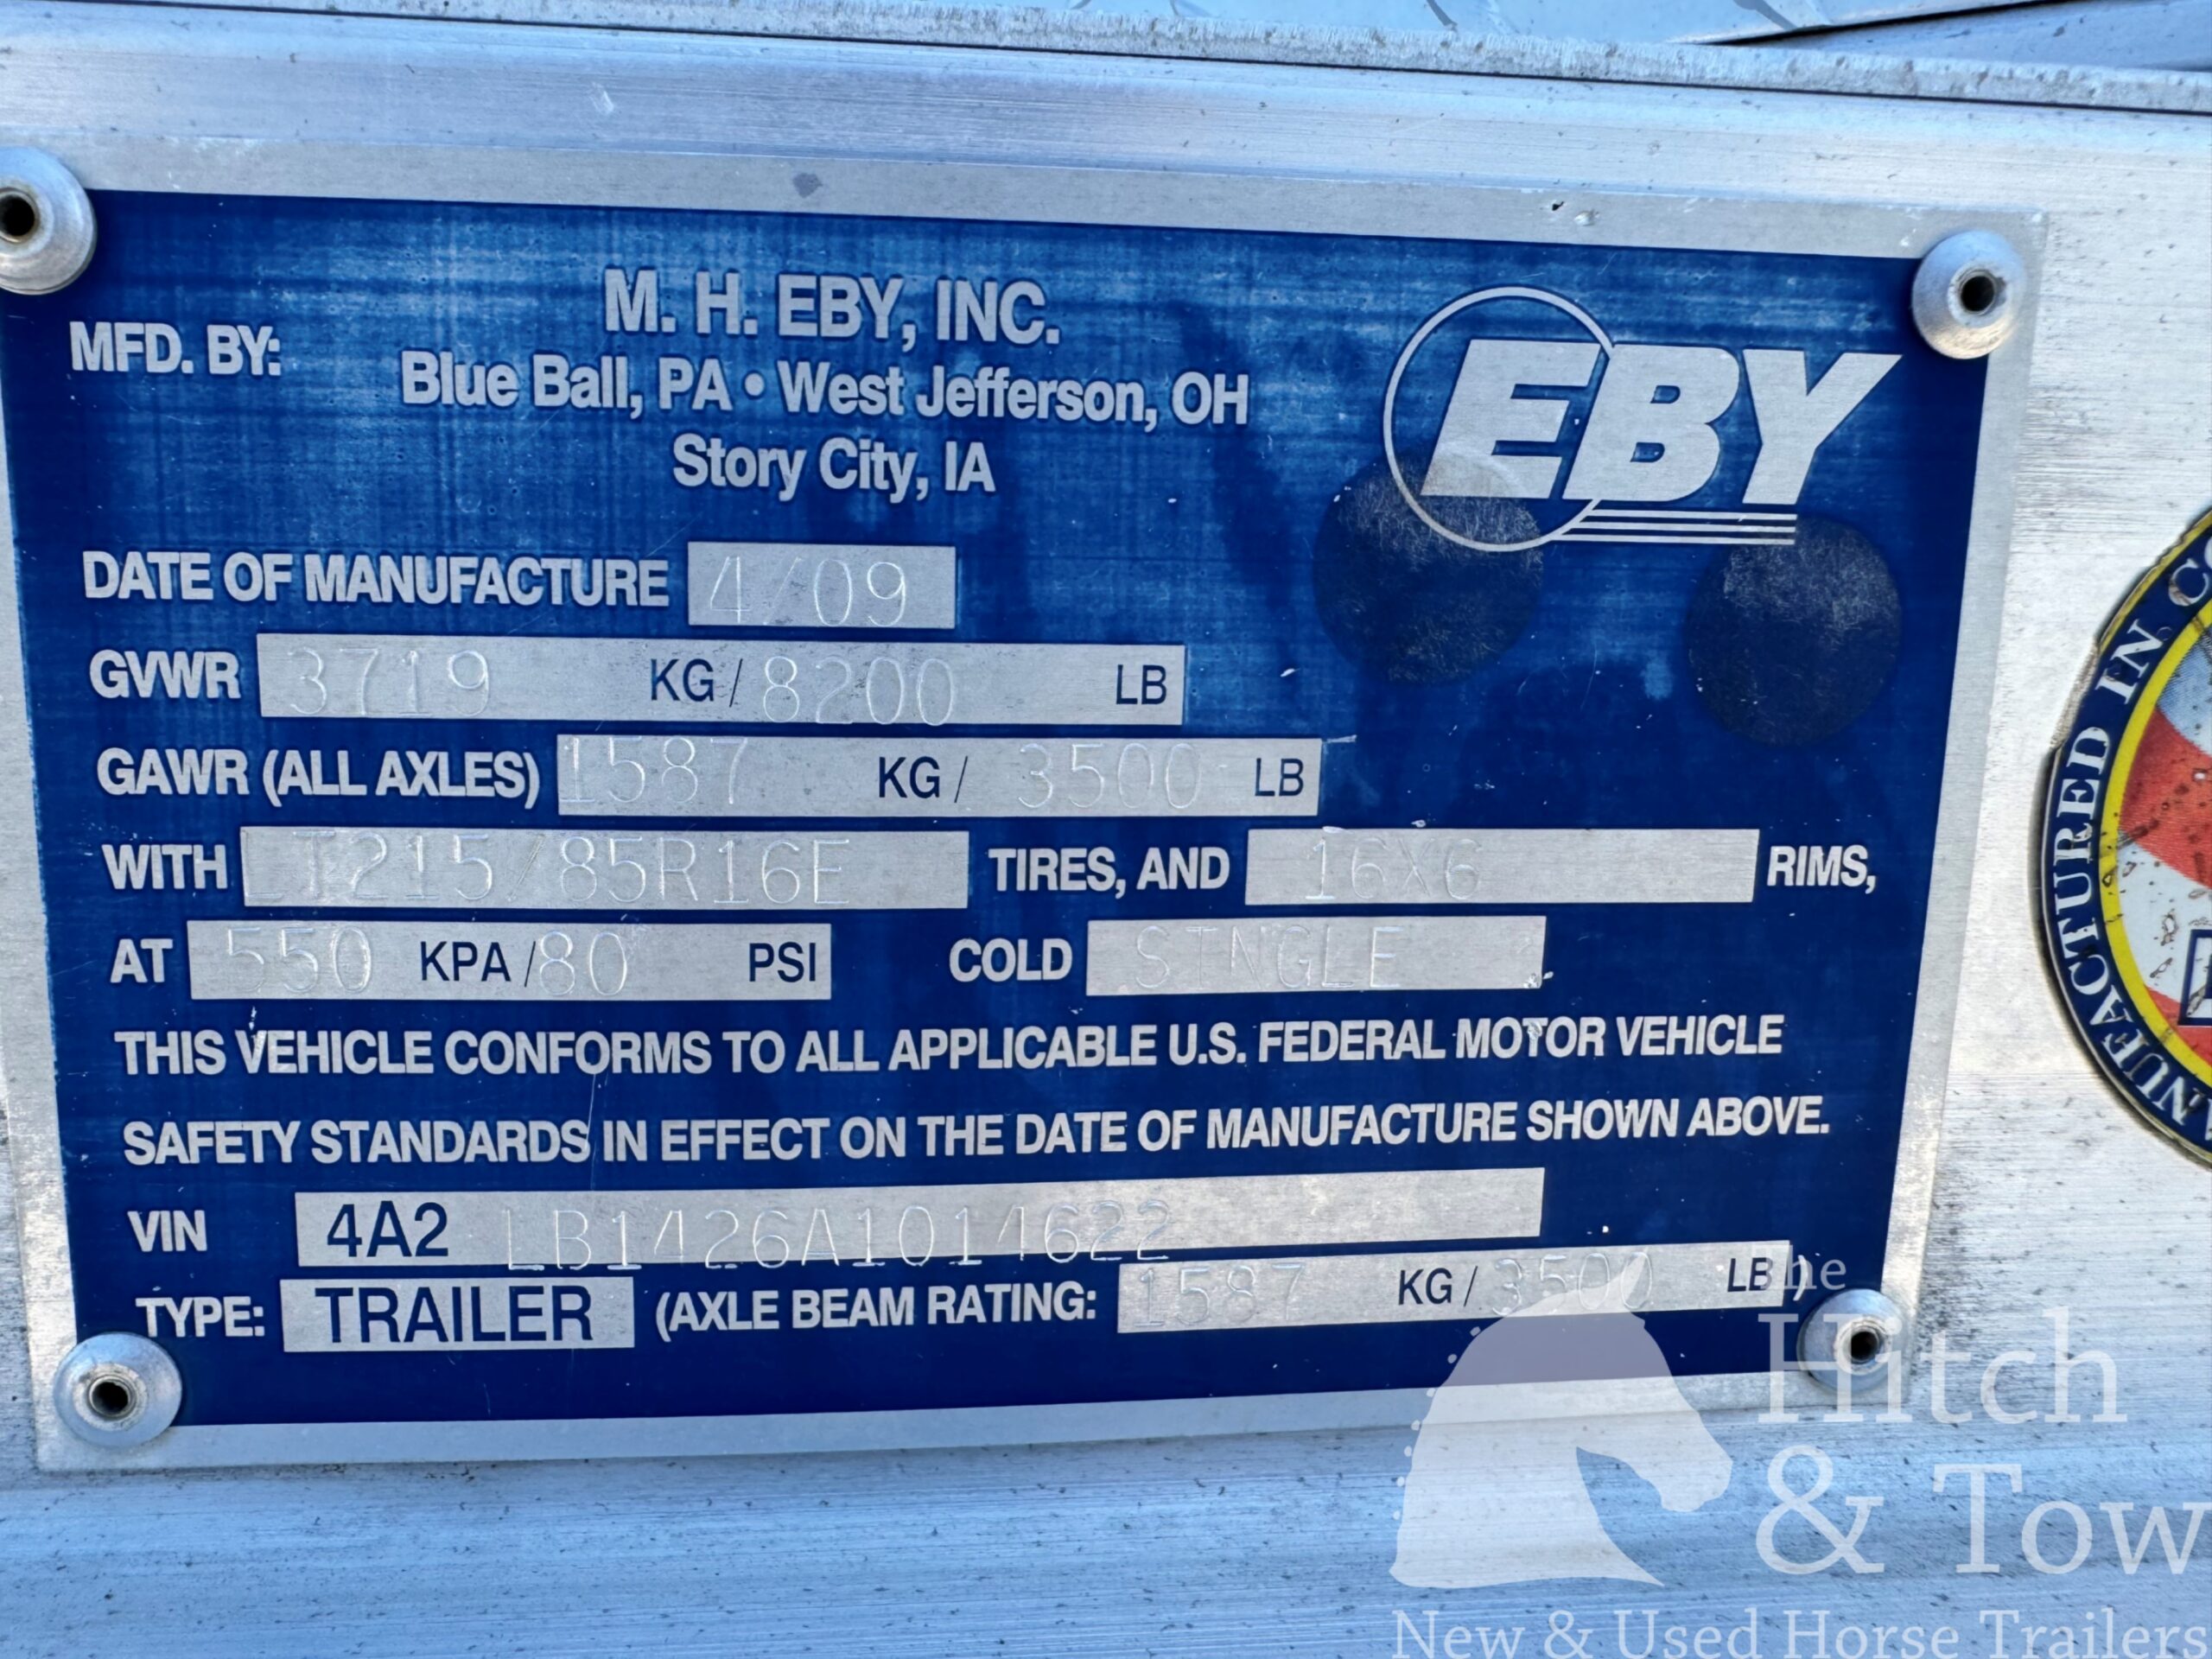 M. H. EBY, INC.
MFD. BY:
Blue Ball, PA • West Jefferson, OH
Story City, IA
EBY
DATE OF MANUFACTURE 4/09
GVWR 3719 KG/ 8200 LB
GAWR (ALL AXLES) 1587 KG/ 3500 LB
WITH LT215/85R16E TIRES, AND 16X6 RIMS,
AT 550 KPA/80 PSI COLD SINGLE
THIS VEHICLE CONFORMS TO ALL APPLICABLE U.S. FEDERAL MOTOR VEHICLE
SAFETY STANDARDS IN EFFECT ON THE DATE OF MANUFACTURE SHOWN ABOVE.
VIN 4A2 LB1426A1014622
TYPE: TRAILER (AXLE BEAM RATING: 1587 KG/ 3500 LB)
MANUFACTURED IN
The
Hitch
& Tow
New & Used Horse Trailers